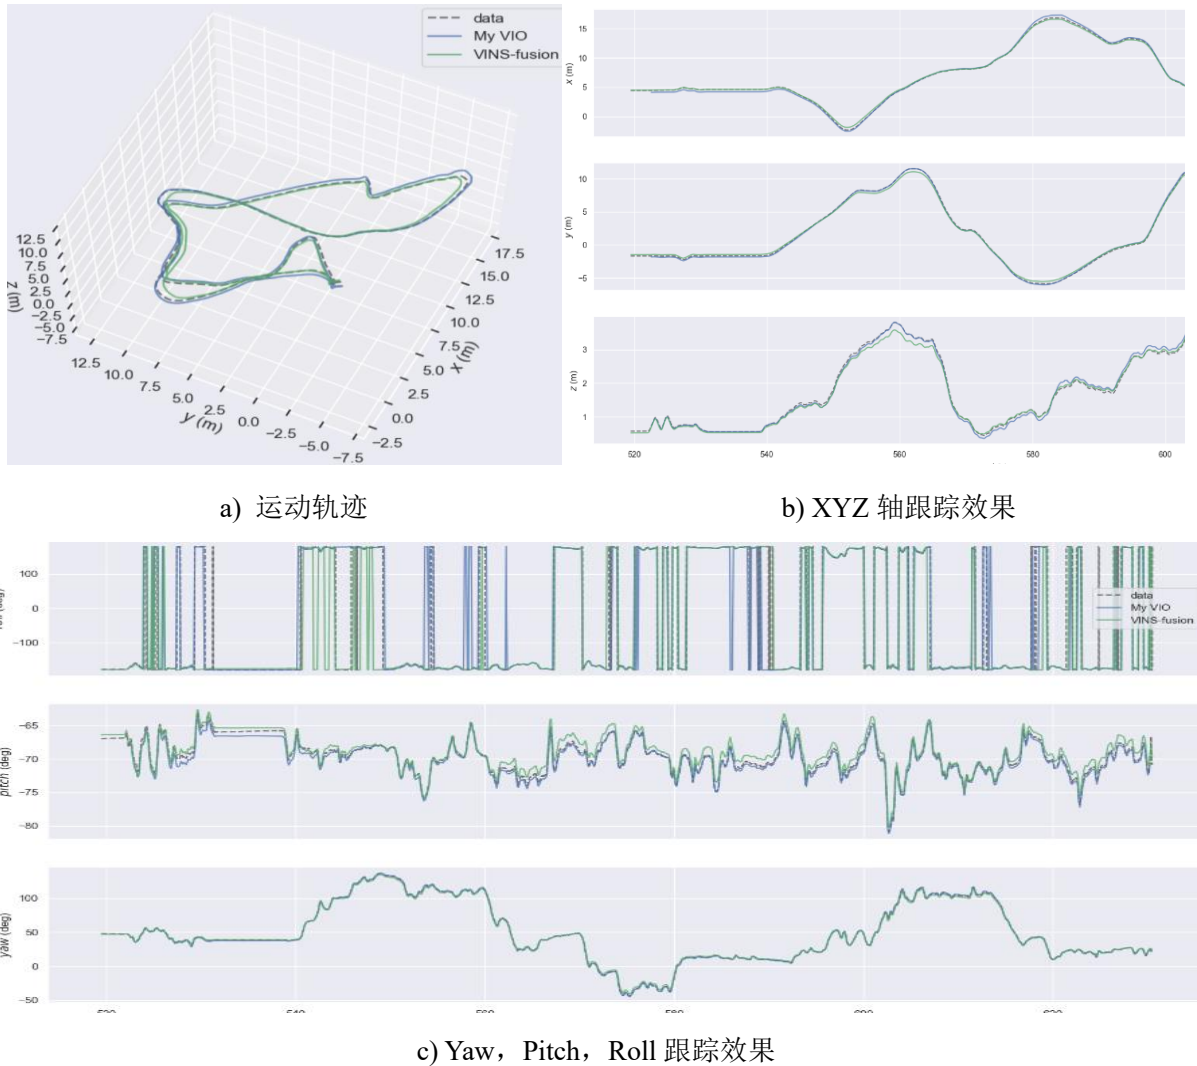 data
My VIO
VINS-fusion
12.5
10.0
7.5
5.0
2.5
0.0
−2.5
−5.0
−7.5
z (m)
12.5
10.0
7.5
5.0
2.5
0.0
−2.5
−5.0
−7.5
y (m)
17.5
15.0
12.5
10.0
7.5
5.0
2.5
0.0
−2.5
x (m)
15
10
5
0
x (m)
10
5
0
−5
y (m)
3
2
1
z (m)
520 540 560 580 600
a) 运动轨迹
b) XYZ 轴跟踪效果
100
0
−100
data
My VIO
VINS-fusion
−65
−70
−75
−80
pitch (deg)
100
50
0
−50
yaw (deg)
c) Yaw，Pitch，Roll 跟踪效果